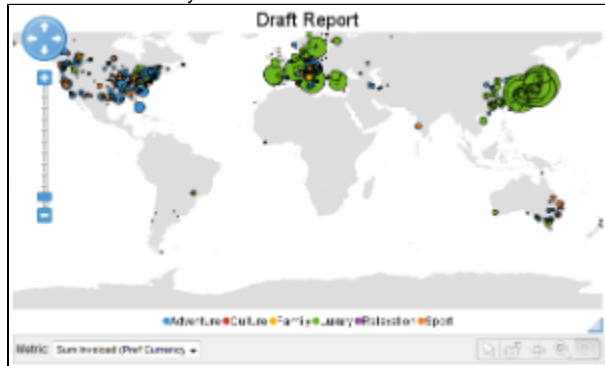 Draft Report
Adventure Culture Family Luxury Relaxation Sport
Metric: Sum Invoiced (Pref Currency